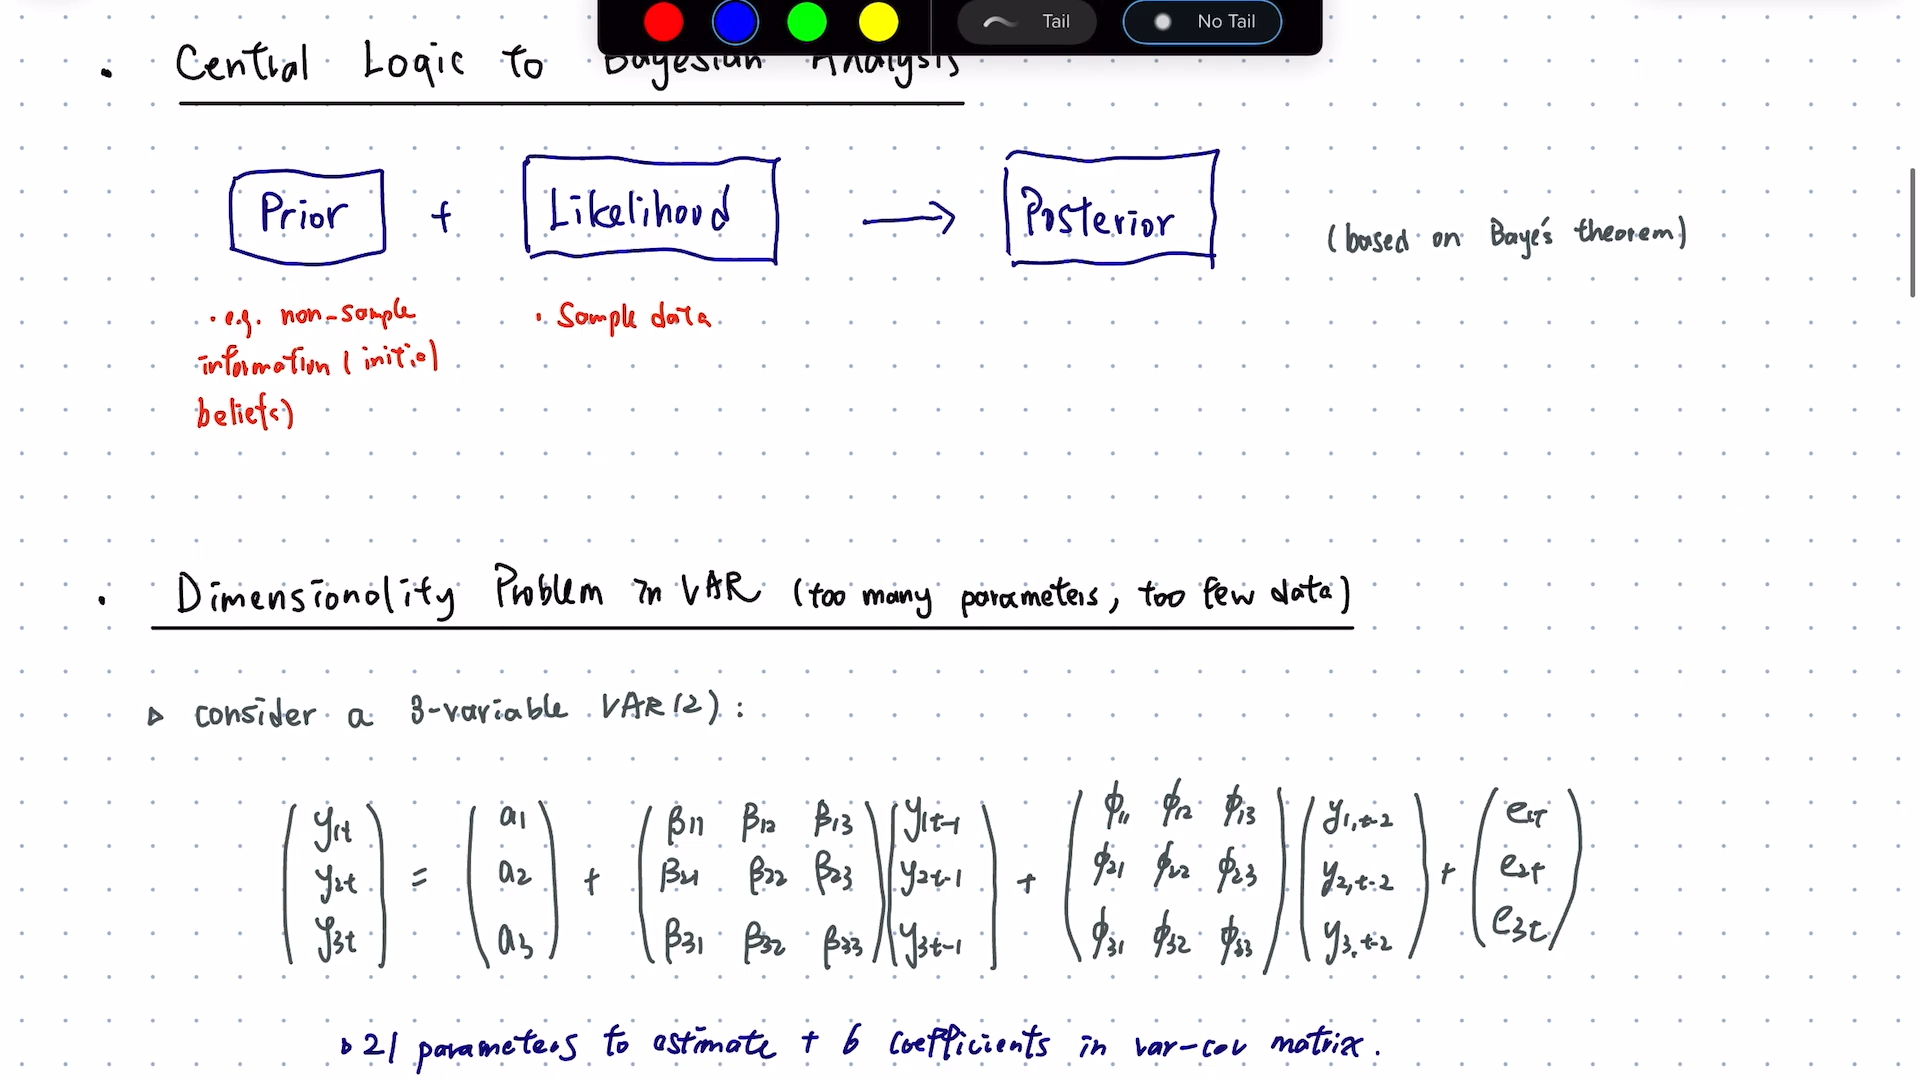 Tail No Tail
• Central Logic to Bayesian Analysis
Prior + Likelihood → Posterior (based on Baye's theorem)
• e.g. non-sample information (initial beliefs)
• Sample data
• Dimensionality Problem in VAR (too many parameters, too few data)
▷ consider a 3-variable VAR(2):
( y1t ) = ( a1 ) + ( β11 β12 β13 ) ( y1t-1 ) + ( ϕ11 ϕ12 ϕ13 ) ( y1,t-2 ) + ( e1t )
( y2t ) ( a2 ) ( β21 β22 β23 ) ( y2t-1 ) ( ϕ21 ϕ22 ϕ23 ) ( y2,t-2 ) ( e2t )
( y3t ) ( a3 ) ( β31 β32 β33 ) ( y3t-1 ) ( ϕ31 ϕ32 ϕ33 ) ( y3,t-2 ) ( e3t )
▷ 21 parameters to estimate + 6 coefficients in var-cov matrix.